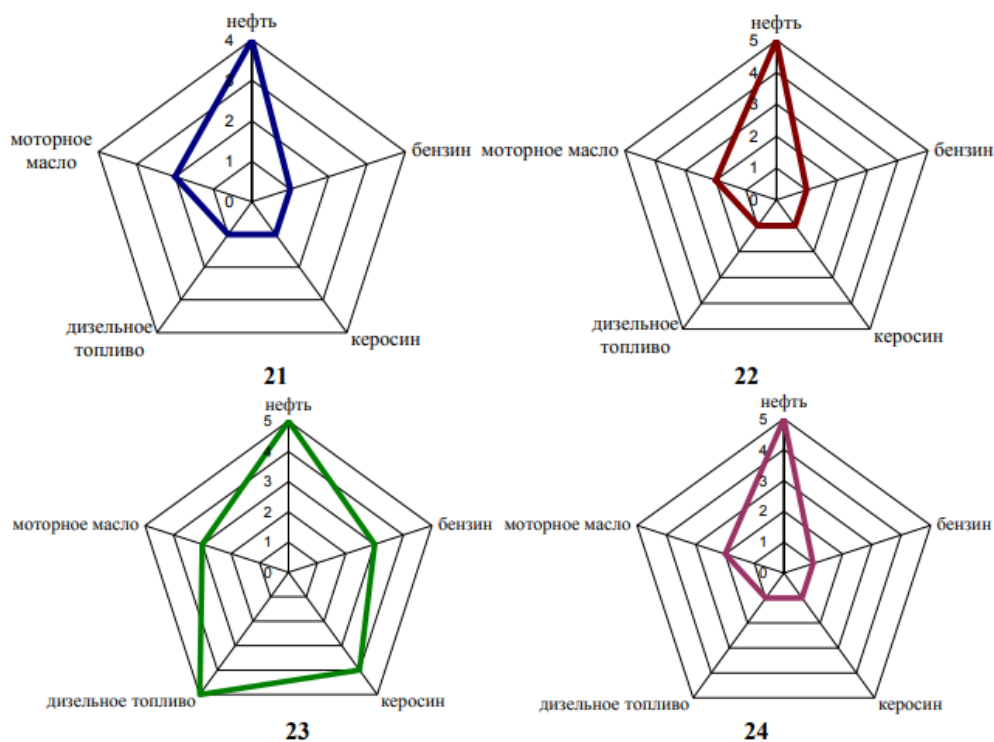 нефть
4
3
2
1
0
моторное
масло
бензин
дизельное
топливо
керосин
21
нефть
5
4
3
2
1
0
моторное масло
бензин
дизельное
топливо
керосин
22
нефть
5
4
3
2
1
0
моторное масло
бензин
дизельное топливо
керосин
23
нефть
5
4
3
2
1
0
моторное масло
бензин
дизельное топливо
керосин
24